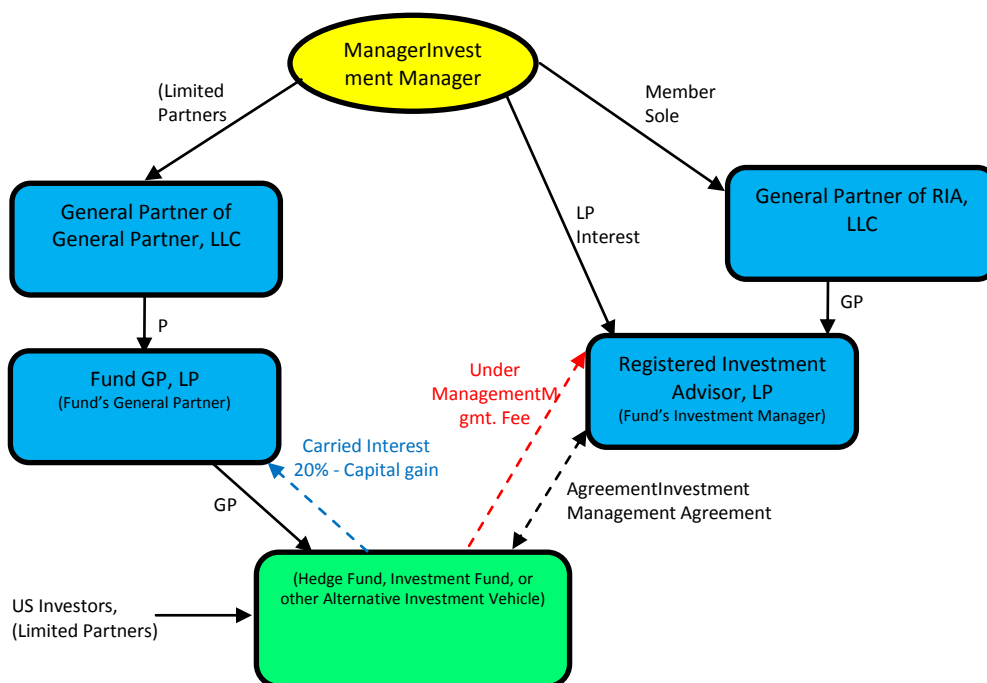 ManagerInvest
ment Manager
(Limited
Partners
Member
Sole
General Partner of
General Partner, LLC
LP
Interest
General Partner of RIA,
LLC
P
GP
Fund GP, LP
(Fund's General Partner)
Under
ManagementM
gmt. Fee
Registered Investment
Advisor, LP
(Fund's Investment Manager)
Carried Interest
20% - Capital gain
GP
AgreementInvestment
Management Agreement
(Hedge Fund, Investment Fund, or
other Alternative Investment Vehicle)
US Investors,
(Limited Partners)